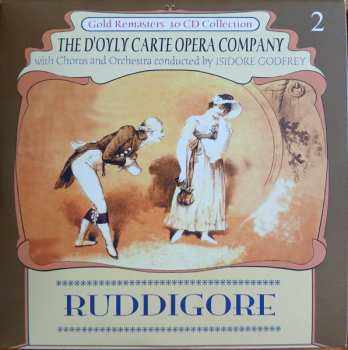 Gold Remasters 10 CD Collection
2
THE D'OYLY CARTE OPERA COMPANY
with Chorus and Orchestra conducted by ISIDORE GODFREY
RUDDIGORE